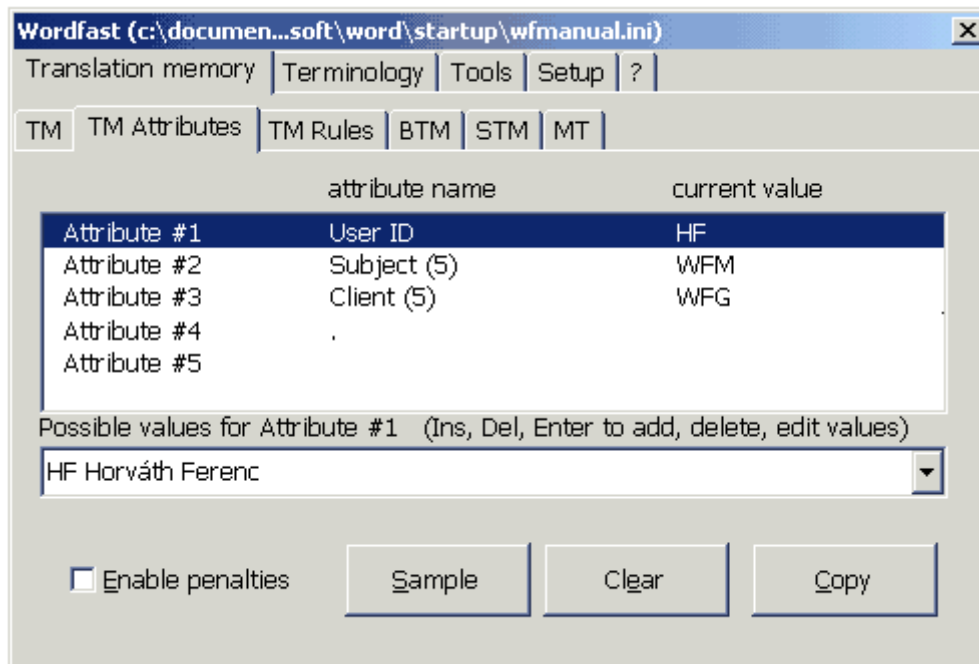 Wordfast (c:\documen...soft\word\startup\wfmanual.ini)
Translation memory Terminology Tools Setup ?
TM TM Attributes TM Rules BTM STM MT
attribute name current value
Attribute #1 User ID HF
Attribute #2 Subject (5) WFM
Attribute #3 Client (5) WFG
Attribute #4 .
Attribute #5
Possible values for Attribute #1 (Ins, Del, Enter to add, delete, edit values)
HF Horváth Ferenc
Enable penalties Sample Clear Copy